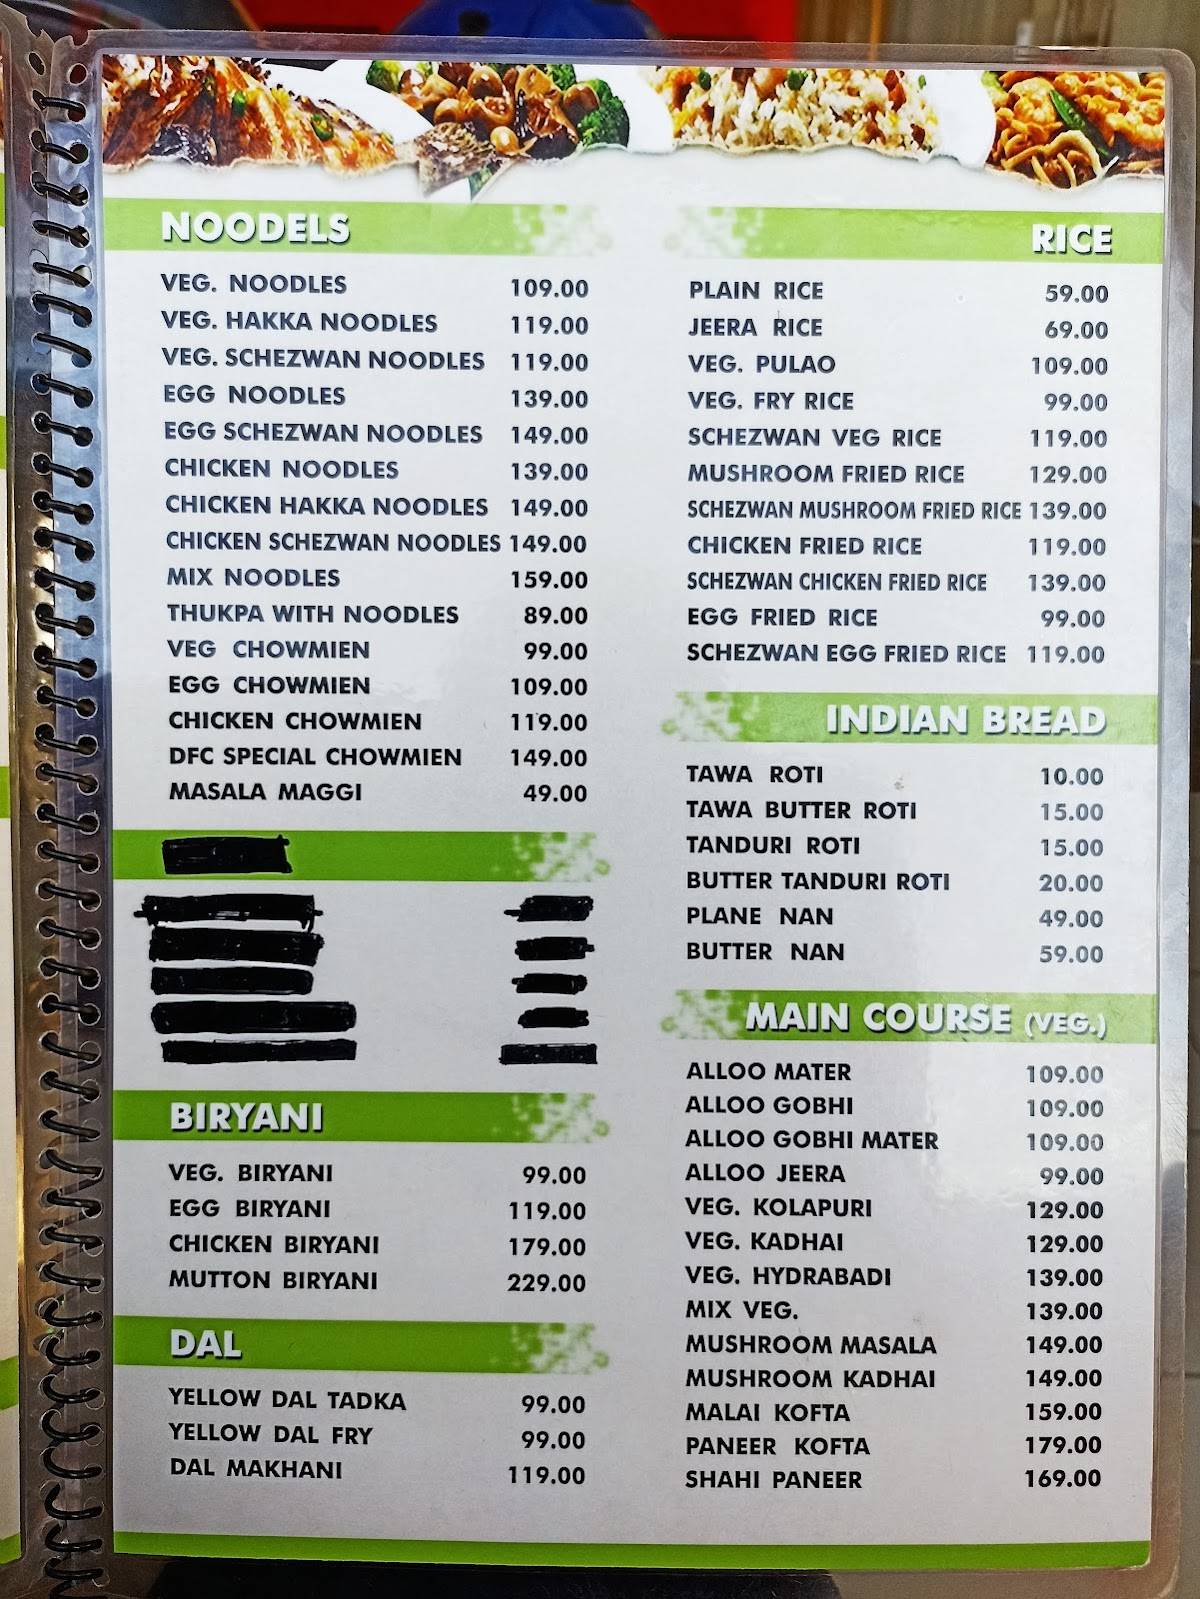 NOODELS
VEG. NOODLES 109.00
VEG. HAKKA NOODLES 119.00
VEG. SCHEZWAN NOODLES 119.00
EGG NOODLES 139.00
EGG SCHEZWAN NOODLES 149.00
CHICKEN NOODLES 139.00
CHICKEN HAKKA NOODLES 149.00
CHICKEN SCHEZWAN NOODLES 149.00
MIX NOODLES 159.00
THUKPA WITH NOODLES 89.00
VEG CHOWMIEN 99.00
EGG CHOWMIEN 109.00
CHICKEN CHOWMIEN 119.00
DFC SPECIAL CHOWMIEN 149.00
MASALA MAGGI 49.00
BIRYANI
VEG. BIRYANI 99.00
EGG BIRYANI 119.00
CHICKEN BIRYANI 179.00
MUTTON BIRYANI 229.00
DAL
YELLOW DAL TADKA 99.00
YELLOW DAL FRY 99.00
DAL MAKHANI 119.00
RICE
PLAIN RICE 59.00
JEERA RICE 69.00
VEG. PULAO 109.00
VEG. FRY RICE 99.00
SCHEZWAN VEG RICE 119.00
MUSHROOM FRIED RICE 129.00
SCHEZWAN MUSHROOM FRIED RICE 139.00
CHICKEN FRIED RICE 119.00
SCHEZWAN CHICKEN FRIED RICE 139.00
EGG FRIED RICE 99.00
SCHEZWAN EGG FRIED RICE 119.00
INDIAN BREAD
TAWA ROTI 10.00
TAWA BUTTER ROTI 15.00
TANDURI ROTI 15.00
BUTTER TANDURI ROTI 20.00
PLANE NAN 49.00
BUTTER NAN 59.00
MAIN COURSE (VEG.)
ALLOO MATER 109.00
ALLOO GOBHI 109.00
ALLOO GOBHI MATER 109.00
ALLOO JEERA 99.00
VEG. KOLAPURI 129.00
VEG. KADHAI 129.00
VEG. HYDRABADI 139.00
MIX VEG. 139.00
MUSHROOM MASALA 149.00
MUSHROOM KADHAI 149.00
MALAI KOFTA 159.00
PANEER KOFTA 179.00
SHAHI PANEER 169.00